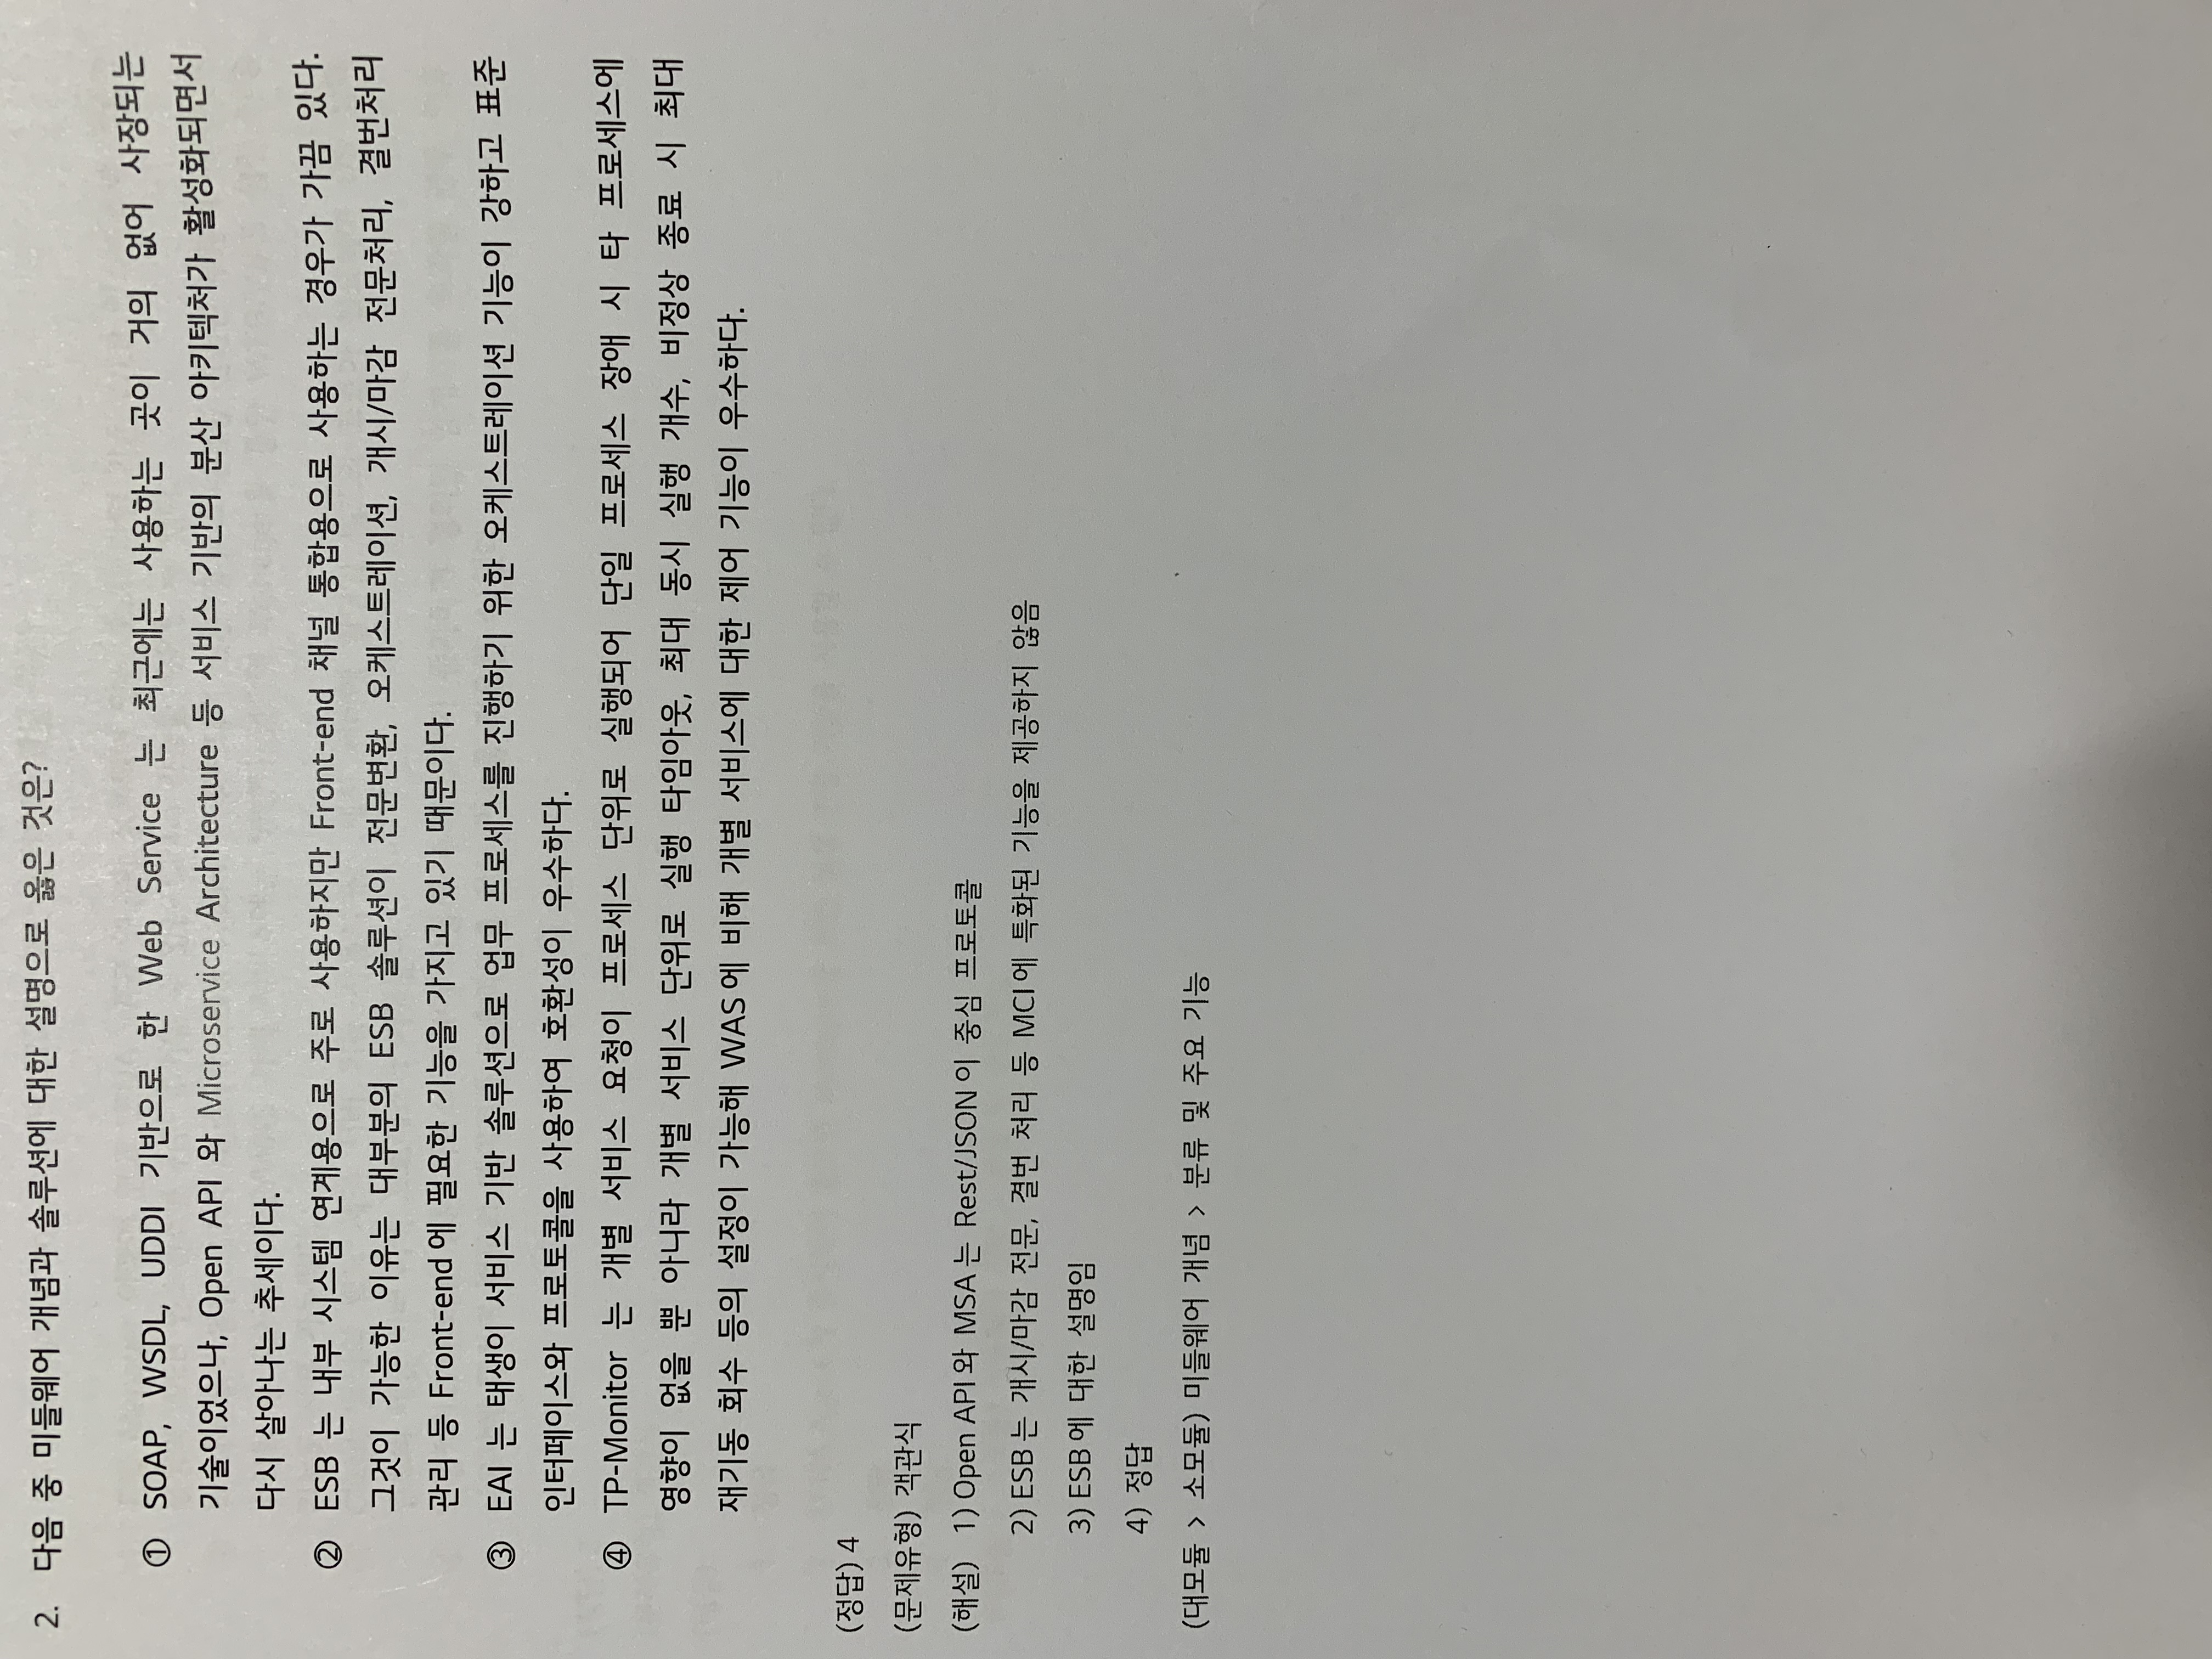 2. 다음 중 미들웨어 개념과 솔루션에 대한 설명으로 옳은 것은?
① SOAP, WSDL, UDDI 기반으로 한 Web Service 는 최근에는 사용하는 곳이 거의 없어 사장되는
기술이었으나, Open API 와 Microservice Architecture 등 서비스 기반의 분산 아키텍처가 활성화되면서
다시 살아나는 추세이다.
② ESB 는 내부 시스템 연계용으로 주로 사용하지만 Front-end 채널 통합용으로 사용하는 경우가 가끔 있다.
그것이 가능한 이유는 대부분의 ESB 솔루션이 전문변환, 오케스트레이션, 개시/마감 전문처리, 결번처리
관리 등 Front-end 에 필요한 기능을 가지고 있기 때문이다.
③ EAI 는 태생이 서비스 기반 솔루션으로 업무 프로세스를 진행하기 위한 오케스트레이션 기능이 강하고 표준
인터페이스와 프로토콜을 사용하여 호환성이 우수하다.
④ TP-Monitor 는 개별 서비스 요청이 프로세스 단위로 실행되어 단일 프로세스 장애 시 타 프로세스에
영향이 없을 뿐 아니라 개별 서비스 단위로 실행 타임아웃, 최대 동시 실행 개수, 비정상 종료 시 최대
재기동 회수 등의 설정이 가능해 WAS 에 비해 개별 서비스에 대한 제어 기능이 우수하다.
(정답) 4
(문제유형) 객관식
(해설) 1) Open API 와 MSA 는 Rest/JSON 이 중심 프로토콜
2) ESB 는 개시/마감 전문, 결번 처리 등 MCI 에 특화된 기능을 제공하지 않음
3) ESB 에 대한 설명임
4) 정답
(대모듈 > 소모듈) 미들웨어 개념 > 분류 및 주요 기능